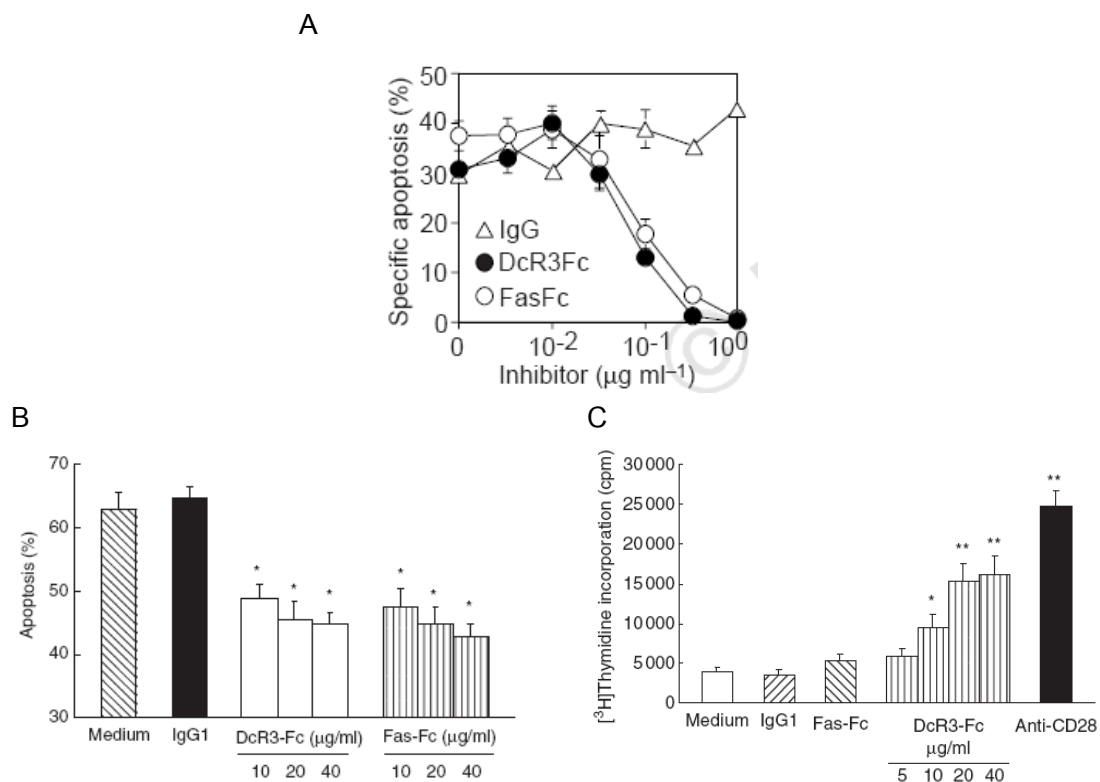 A
Specific apoptosis (%)
50
40
30
20
10
0
IgG
DcR3Fc
FasFc
0 10-2 10-1 100
Inhibitor (μg ml–1)
©
B
Apoptosis (%)
70
60
50
40
30
*
*
*
*
*
*
Medium IgG1 DcR3-Fc (μg/ml) Fas-Fc (μg/ml)
10 20 40 10 20 40
C
[3H]Thymidine incorporation (cpm)
30 000
25 000
20 000
15 000
10 000
5 000
0
*
**
**
**
Medium IgG1 Fas-Fc DcR3-Fc Anti-CD28
μg/ml
5 10 20 40